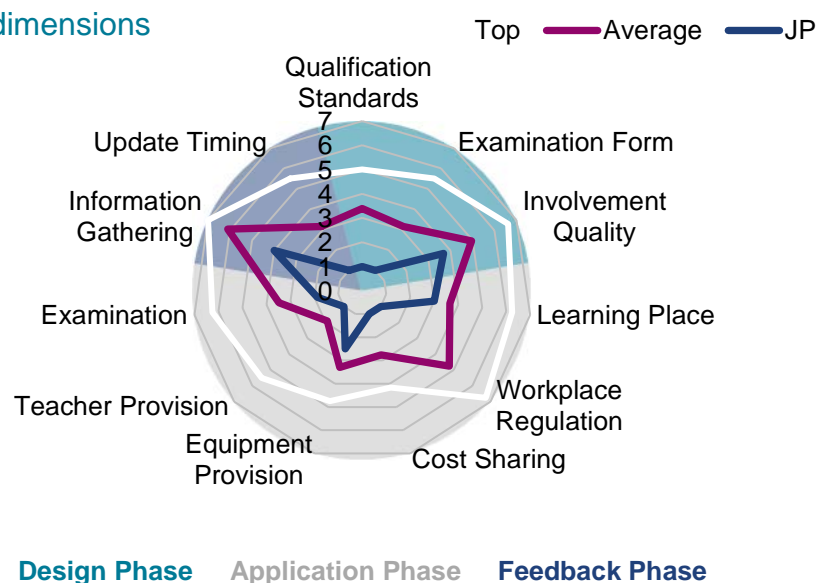 dimensions
Top Average JP
Qualification
Standards
Update Timing
Examination Form
Information
Gathering
Involvement
Quality
7
6
5
4
3
2
1
0
Examination
Learning Place
Teacher Provision
Workplace
Regulation
Equipment
Provision
Cost Sharing
Design Phase Application Phase Feedback Phase